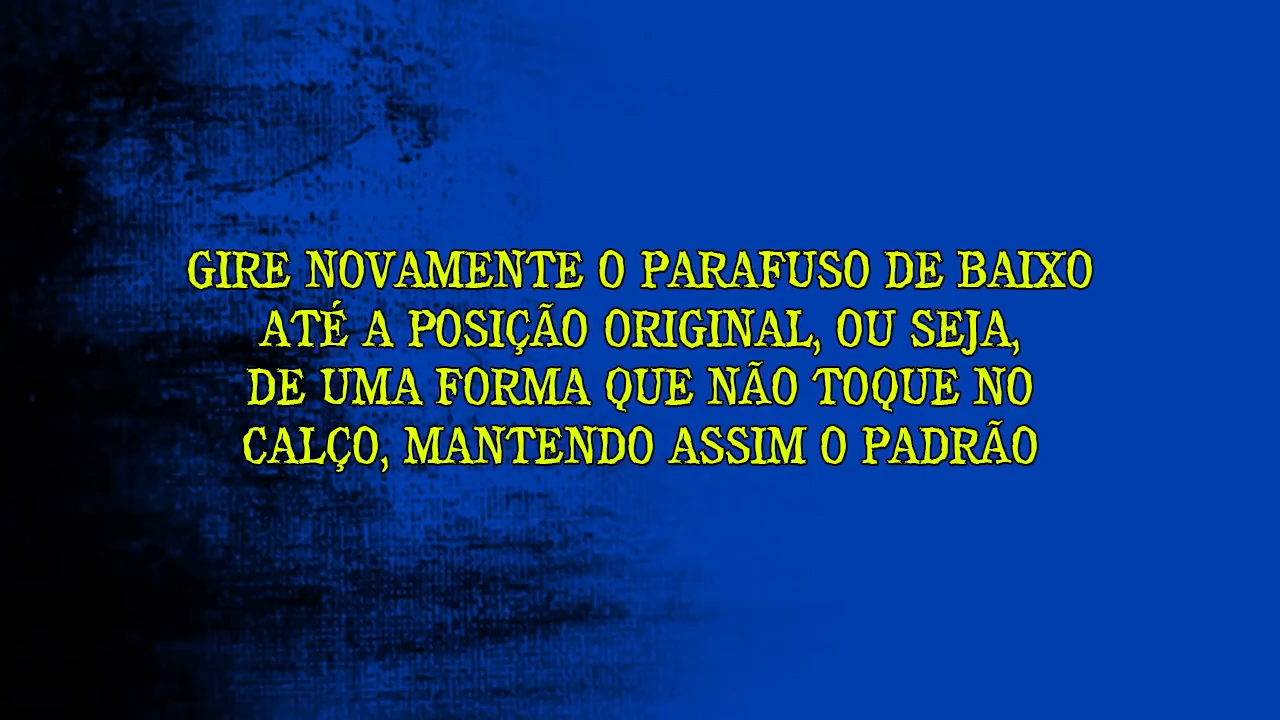 GIRE NOVAMENTE O PARAFUSO DE BAIXO
ATÉ A POSIÇÃO ORIGINAL, OU SEJA,
DE UMA FORMA QUE NÃO TOQUE NO
CALÇO, MANTENDO ASSIM O PADRÃO